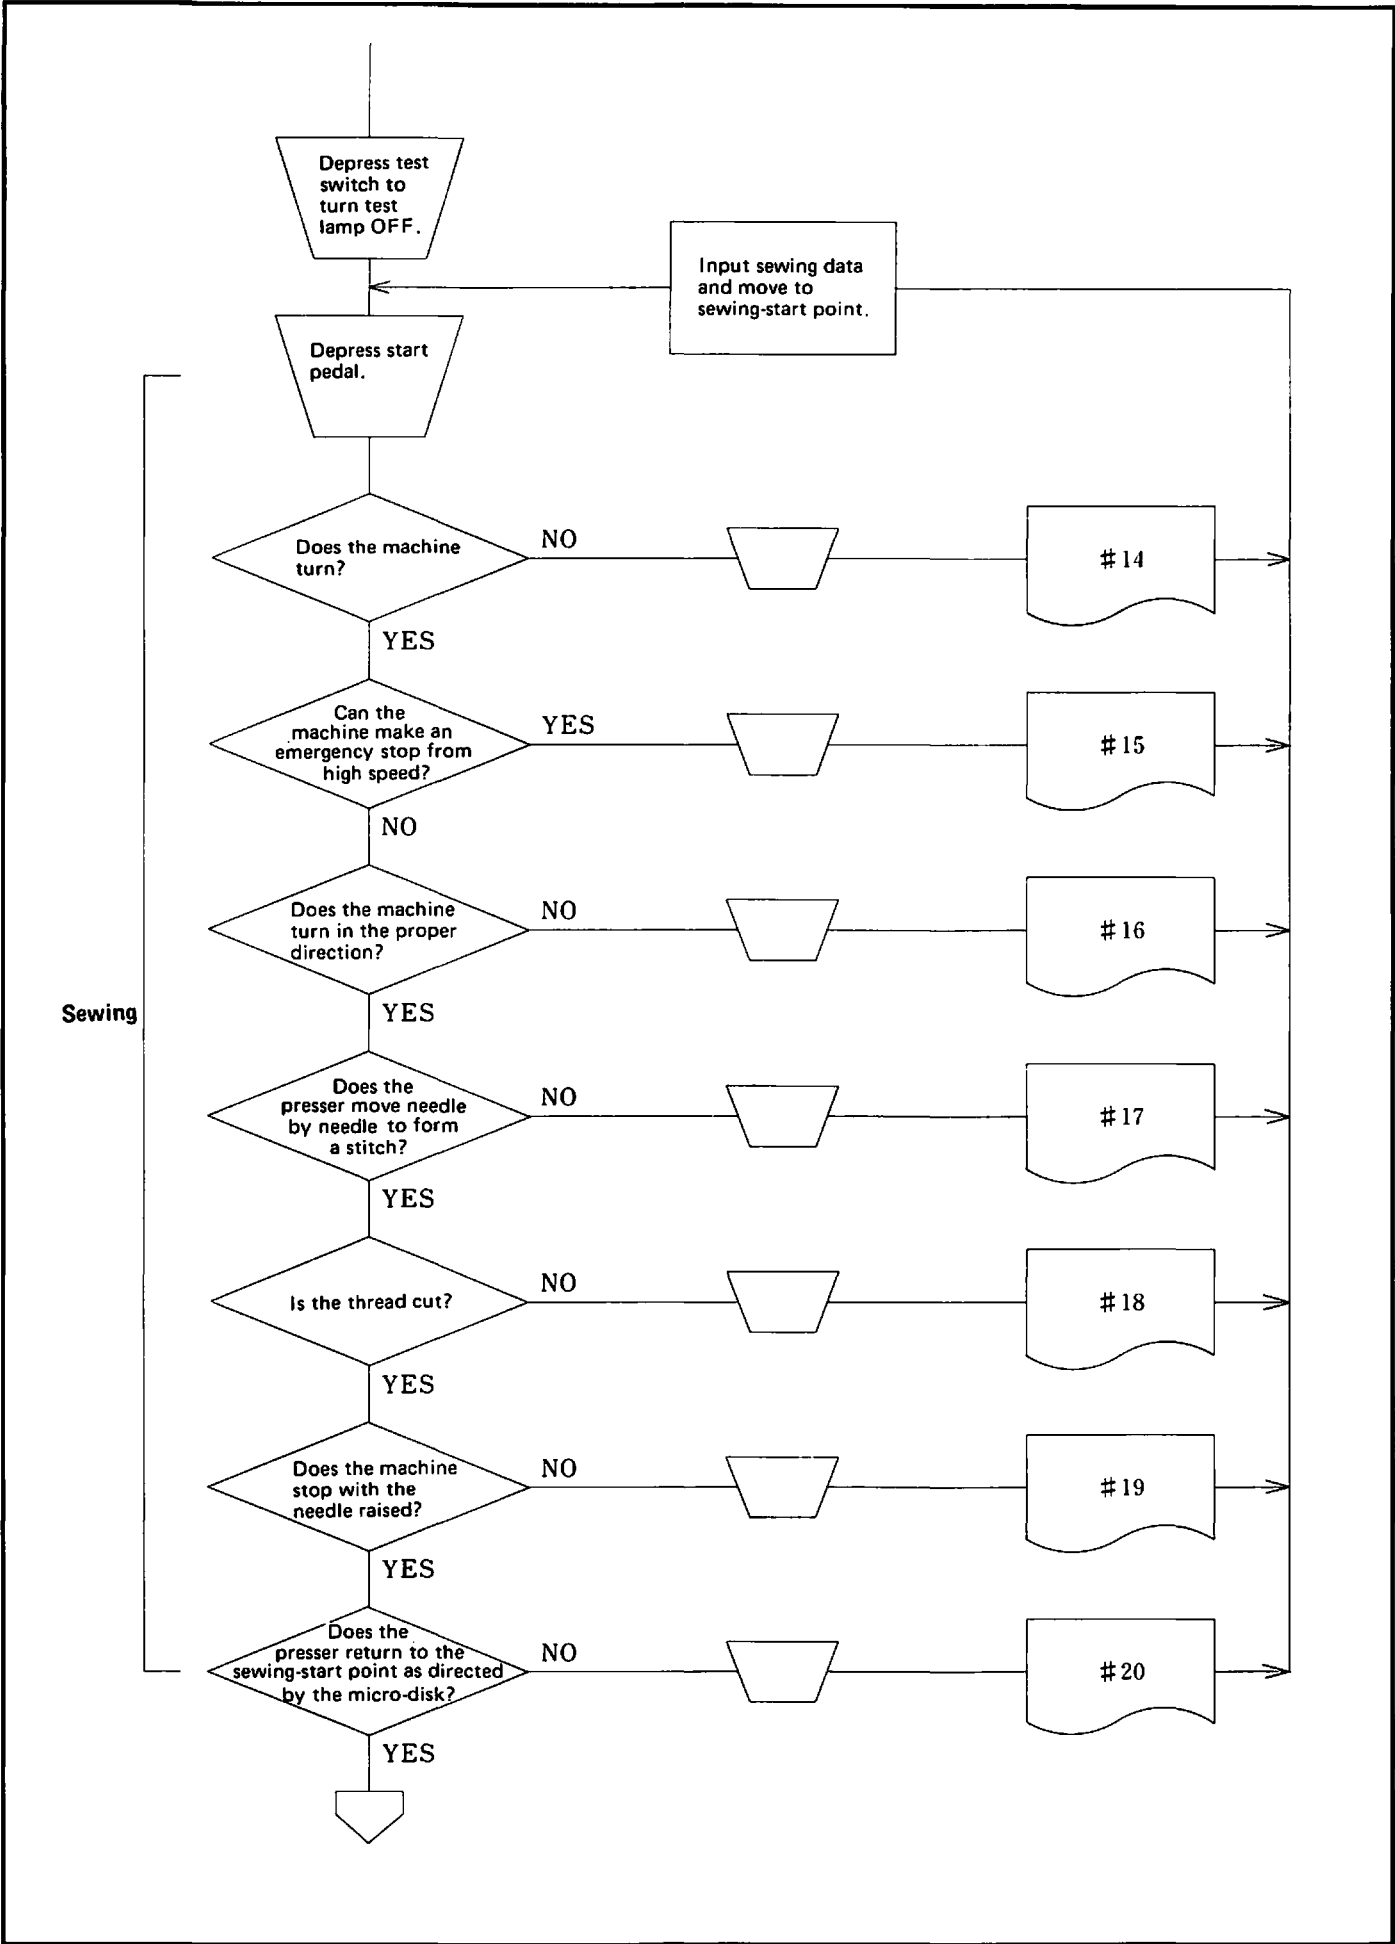 Depress test
switch to
turn test
lamp OFF.
Input sewing data
and move to
sewing-start point.
Depress start
pedal.
Does the machine
turn?
NO
#14
YES
Can the
machine make an
emergency stop from
high speed?
YES
#15
NO
Does the machine
turn in the proper
direction?
NO
#16
YES
Sewing
Does the
presser move needle
by needle to form
a stitch?
NO
#17
YES
Is the thread cut?
NO
#18
YES
Does the machine
stop with the
needle raised?
NO
#19
YES
Does the
presser return to the
sewing-start point as directed
by the micro-disk?
NO
#20
YES